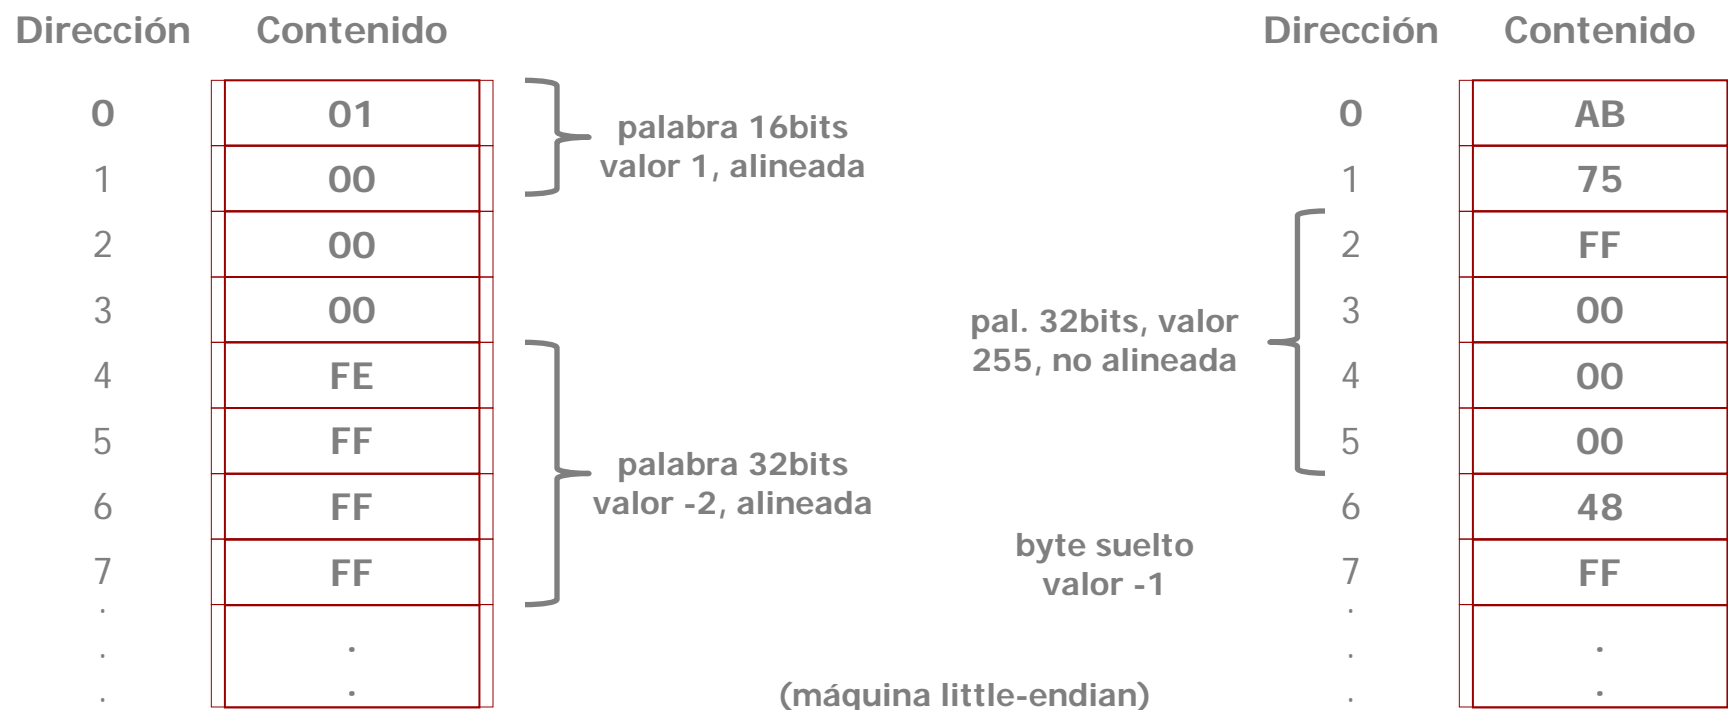 Dirección Contenido Dirección Contenido
0 01 0 AB
palabra 16bits
valor 1, alineada
1 00 1 75
2 00 2 FF
3 00 3 00
pal. 32bits, valor
255, no alineada
4 FE 4 00
5 FF 5 00
palabra 32bits
valor -2, alineada
6 FF 6 48
byte suelto
valor -1
7 FF 7 FF
. .
. . . .
. . . .
(máquina little-endian)